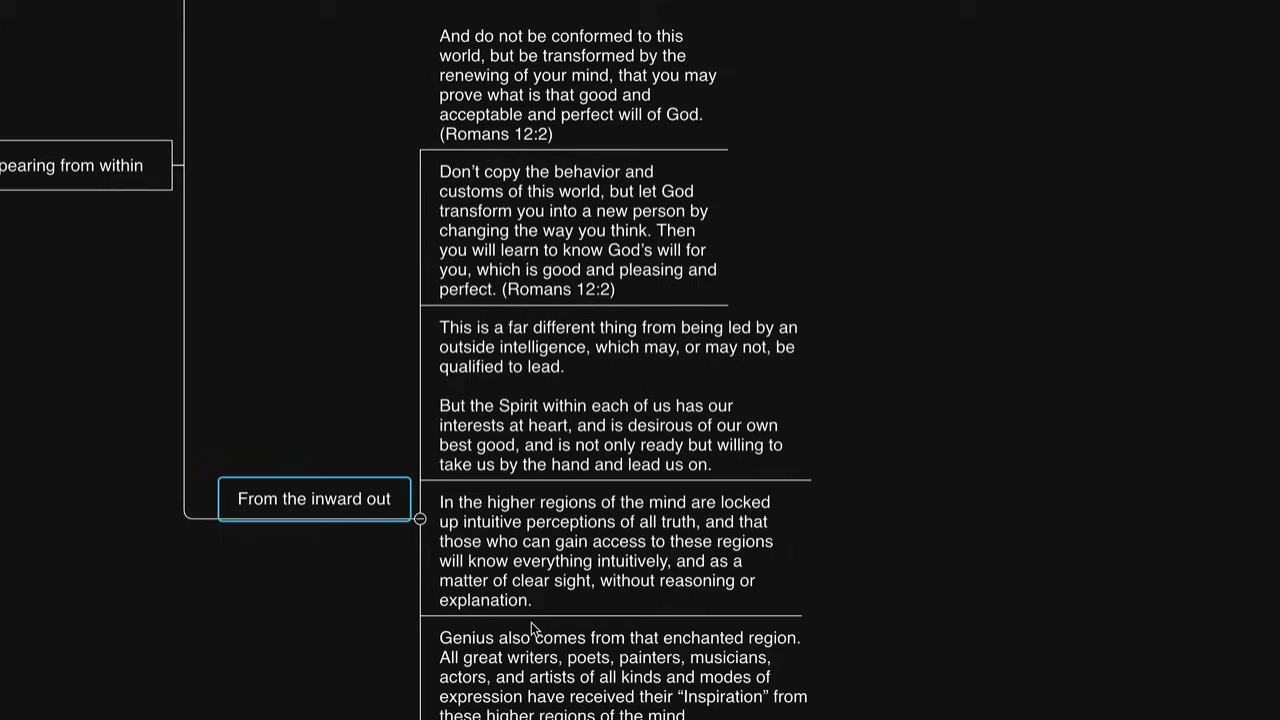 And do not be conformed to this
world, but be transformed by the
renewing of your mind, that you may
prove what is that good and
acceptable and perfect will of God.
(Romans 12:2)
pearing from within
Don’t copy the behavior and
customs of this world, but let God
transform you into a new person by
changing the way you think. Then
you will learn to know God’s will for
you, which is good and pleasing and
perfect. (Romans 12:2)
This is a far different thing from being led by an
outside intelligence, which may, or may not, be
qualified to lead.
But the Spirit within each of us has our
interests at heart, and is desirous of our own
best good, and is not only ready but willing to
take us by the hand and lead us on.
From the inward out
In the higher regions of the mind are locked
up intuitive perceptions of all truth, and that
those who can gain access to these regions
will know everything intuitively, and as a
matter of clear sight, without reasoning or
explanation.
Genius also comes from that enchanted region.
All great writers, poets, painters, musicians,
actors, and artists of all kinds and modes of
expression have received their “Inspiration” from
these higher regions of the mind